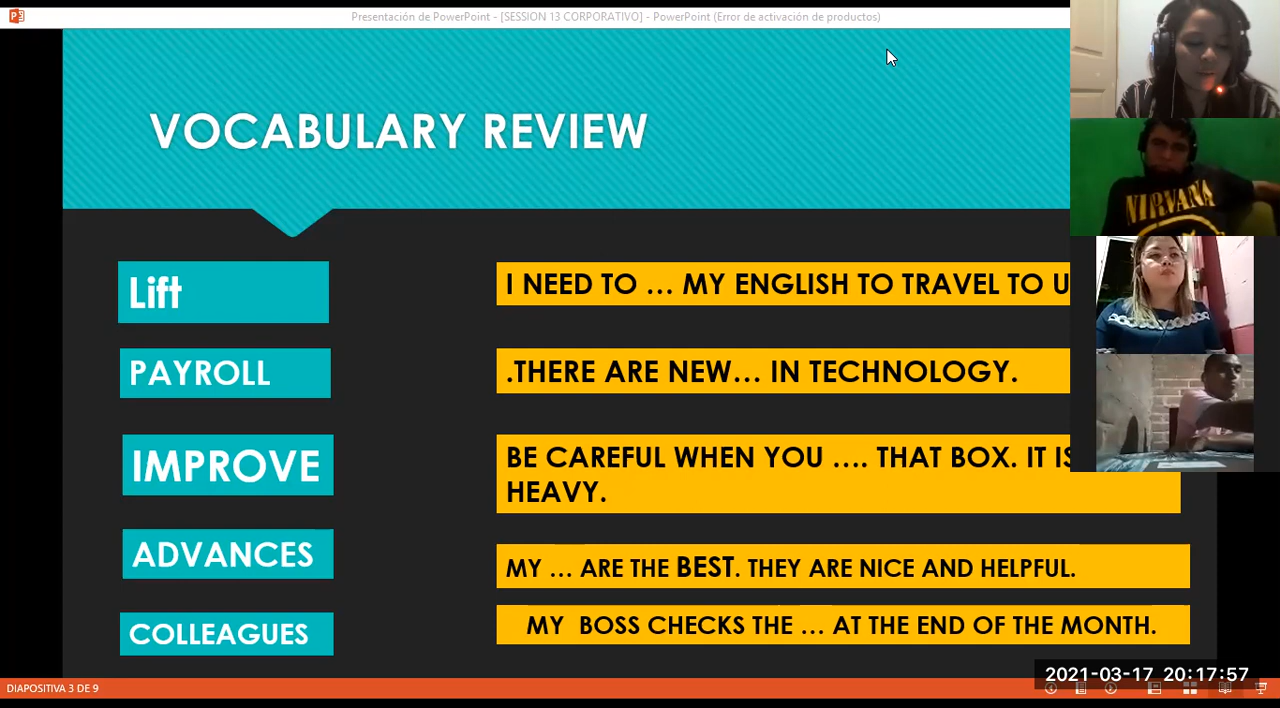 Presentación de PowerPoint - [SESSION 13 CORPORATIVO] - PowerPoint (Error de activación de productos)
VOCABULARY REVIEW
Lift
I NEED TO … MY ENGLISH TO TRAVEL TO U
PAYROLL
.THERE ARE NEW… IN TECHNOLOGY.
IMPROVE
BE CAREFUL WHEN YOU …. THAT BOX. IT IS
HEAVY.
ADVANCES
MY … ARE THE BEST. THEY ARE NICE AND HELPFUL.
COLLEAGUES
MY BOSS CHECKS THE … AT THE END OF THE MONTH.
NIRVANA
2021-03-17 20:17:57
DIAPOSITIVA 3 DE 9